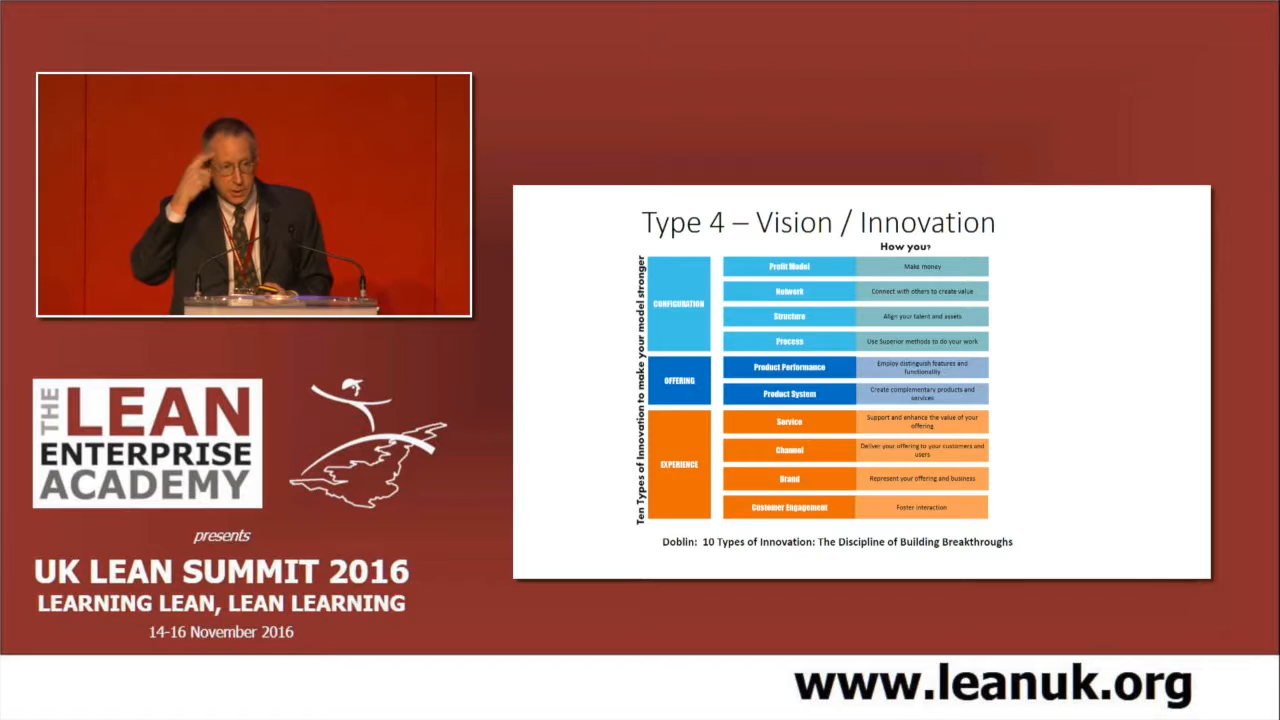 THE LEAN
ENTERPRISE
ACADEMY
presents
UK LEAN SUMMIT 2016
LEARNING LEAN, LEAN LEARNING
14-16 November 2016
Type 4 – Vision / Innovation
How you?
Ten Types of Innovation to make your model stronger
CONFIGURATION
Profit Model
Make money
Network
Connect with others to create value
Structure
Align your talent and assets
Process
Use Superior methods to do your work
OFFERING
Product Performance
Employ distinguish features and
functionality
Product System
Create complementary products and
services
EXPERIENCE
Service
Support and enhance the value of your
offering
Channel
Deliver your offering to your customers and
users
Brand
Represent your offering and business
Customer Engagement
Foster Interaction
Doblin: 10 Types of Innovation: The Discipline of Building Breakthroughs
www.leanuk.org